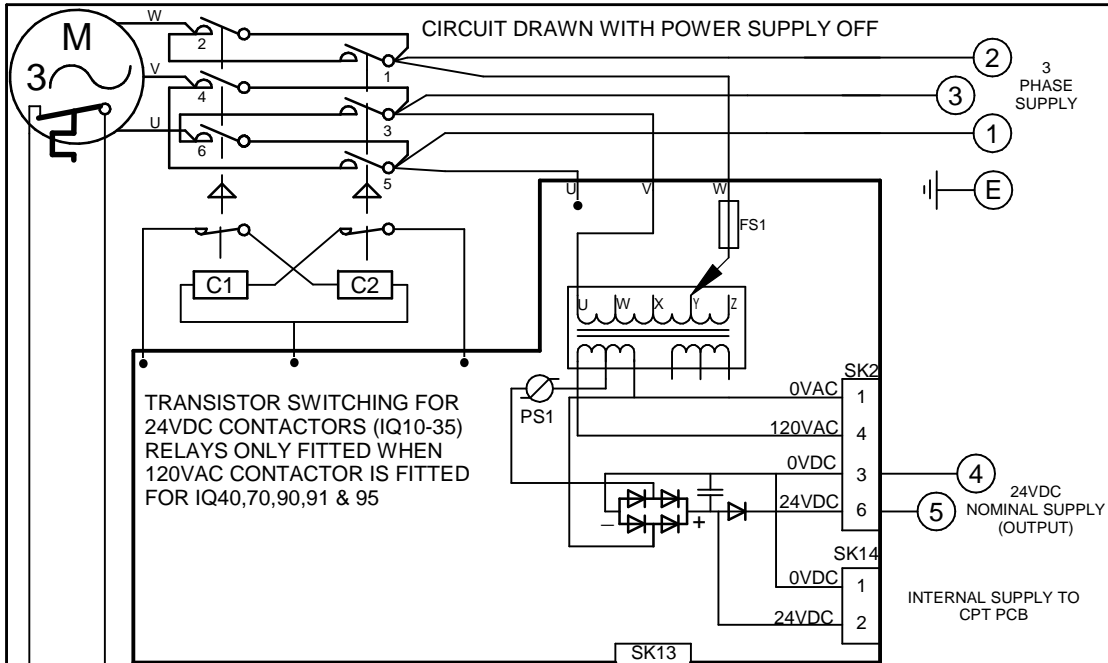 CIRCUIT DRAWN WITH POWER SUPPLY OFF
W
M
3
V
U
2
1
4
3
6
5
2
3
1
E
3
PHASE
SUPPLY
U
V
W
FS1
C1
C2
U
W
X
Y
Z
PS1
TRANSISTOR SWITCHING FOR
24VDC CONTACTORS (IQ10-35)
RELAYS ONLY FITTED WHEN
120VAC CONTACTOR IS FITTED
FOR IQ40,70,90,91 & 95
SK2
0VAC
1
120VAC
4
0VDC
3
24VDC
6
–
+
4
5
24VDC
NOMINAL SUPPLY
(OUTPUT)
SK14
0VDC
1
24VDC
2
INTERNAL SUPPLY TO
CPT PCB
SK13